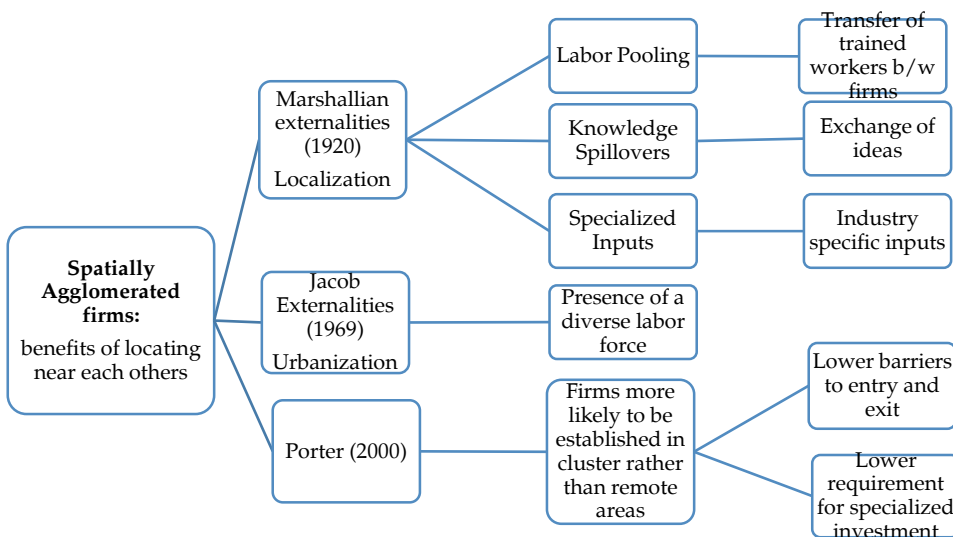 Spatially
Agglomerated
firms:
benefits of locating
near each others
Marshallian
externalities
(1920)
Localization
Labor Pooling
Transfer of
trained
workers b/w
firms
Knowledge
Spillovers
Exchange of
ideas
Specialized
Inputs
Industry
specific inputs
Jacob
Externalities
(1969)
Urbanization
Presence of a
diverse labor
force
Porter (2000)
Firms more
likely to be
established in
cluster rather
than remote
areas
Lower barriers
to entry and
exit
Lower
requirement
for specialized
investment